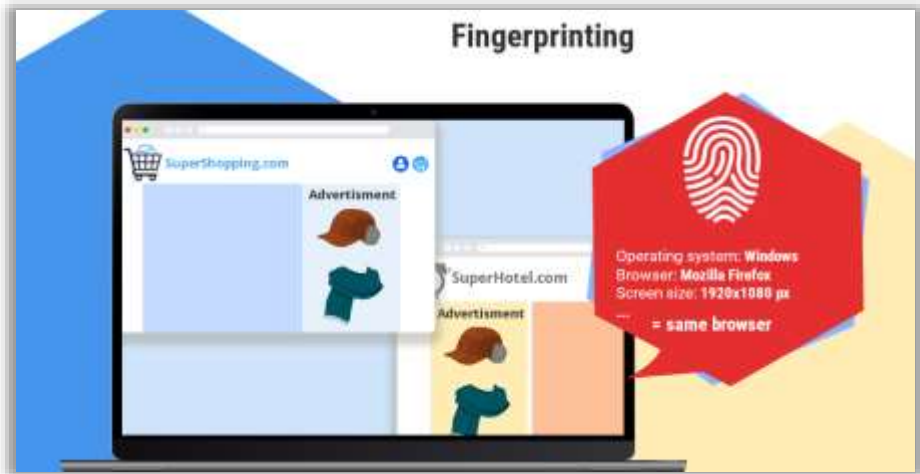 Fingerprinting
SuperShopping.com
Advertisment
SuperHotel.com
Advertisment
Operating system: Windows
Browser: Mozilla Firefox
Screen size: 1920x1080 px
...
= same browser